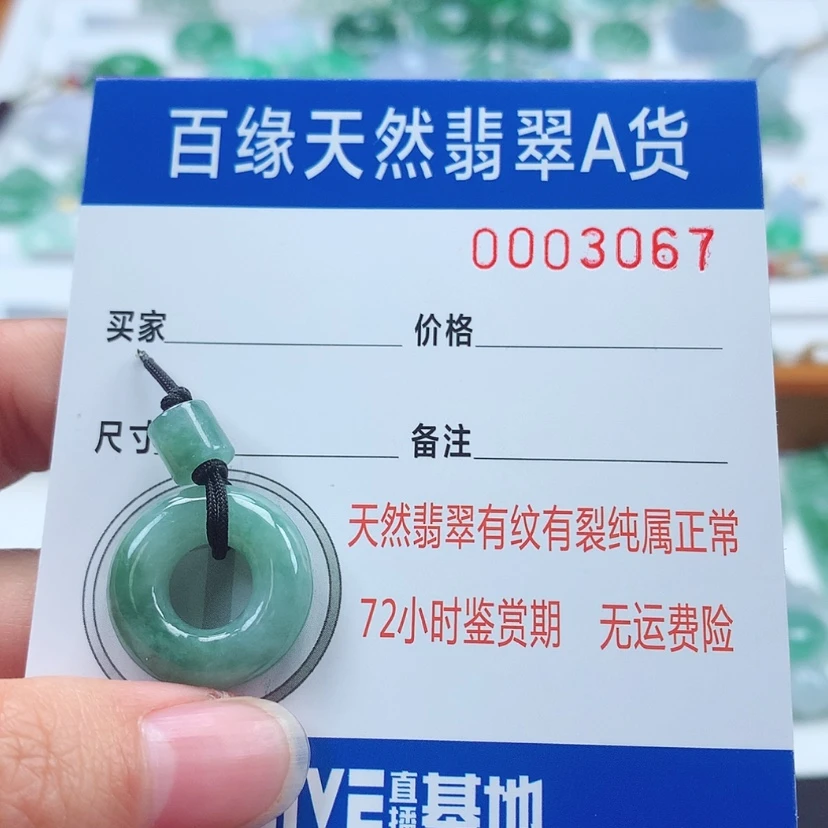 百缘天然翡翠A货
0003067
买家 价格
尺寸 备注
天然翡翠有纹有裂纯属正常
72小时鉴赏期 无运费险
直播基地